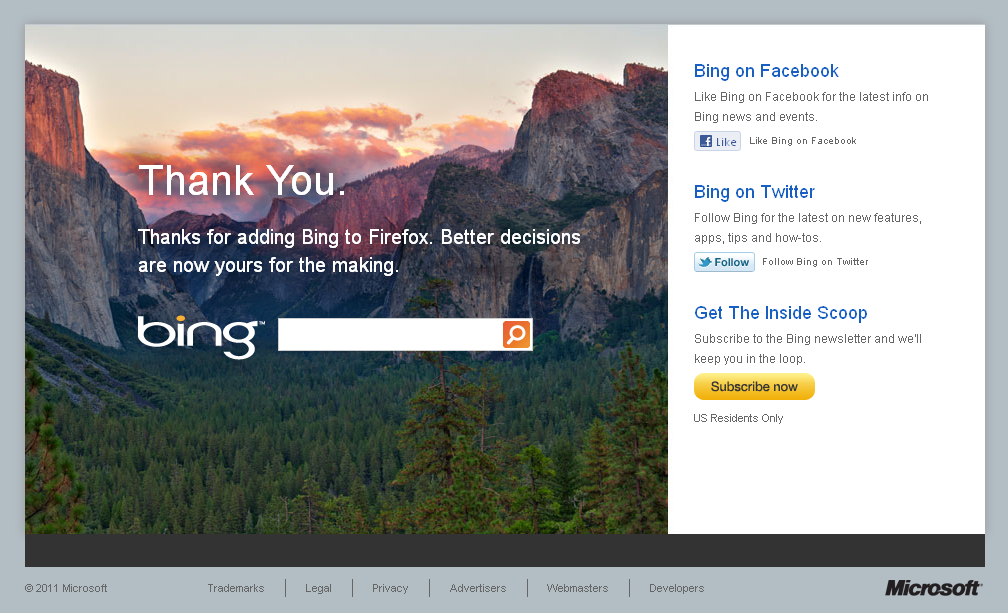 Thank You.
Thanks for adding Bing to Firefox. Better decisions
are now yours for the making.
bing™
Bing on Facebook
Like Bing on Facebook for the latest info on
Bing news and events.
Like Like Bing on Facebook
Bing on Twitter
Follow Bing for the latest on new features,
apps, tips and how-tos.
Follow Follow Bing on Twitter
Get The Inside Scoop
Subscribe to the Bing newsletter and we'll
keep you in the loop.
Subscribe now
US Residents Only
© 2011 Microsoft Trademarks Legal Privacy Advertisers Webmasters Developers Microsoft®